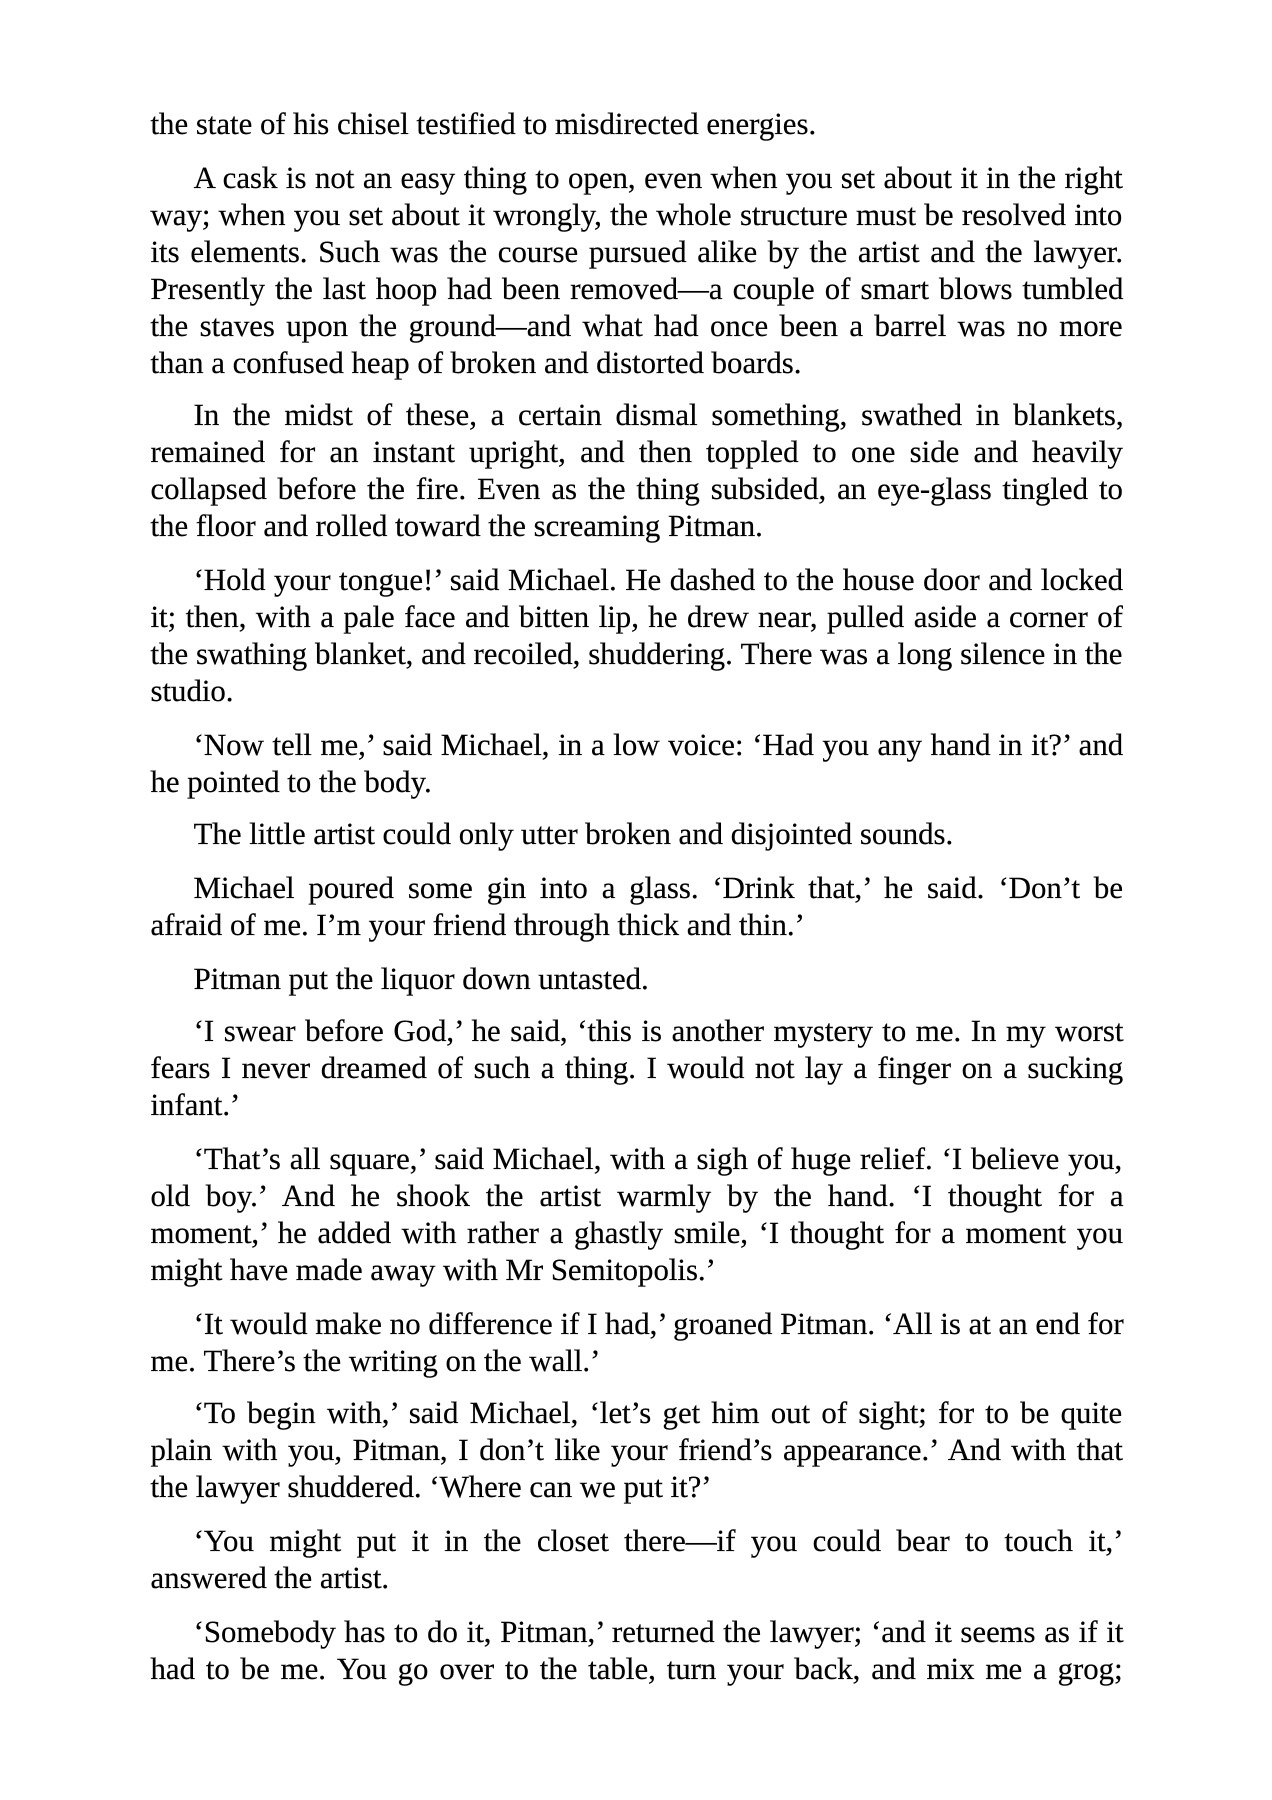 the state of his chisel testified to misdirected energies.
A cask is not an easy thing to open, even when you set about it in the right
way; when you set about it wrongly, the whole structure must be resolved into
its elements. Such was the course pursued alike by the artist and the lawyer.
Presently the last hoop had been removed—a couple of smart blows tumbled
the staves upon the ground—and what had once been a barrel was no more
than a confused heap of broken and distorted boards.
In the midst of these, a certain dismal something, swathed in blankets,
remained for an instant upright, and then toppled to one side and heavily
collapsed before the fire. Even as the thing subsided, an eye-glass tingled to
the floor and rolled toward the screaming Pitman.
‘Hold your tongue!’ said Michael. He dashed to the house door and locked
it; then, with a pale face and bitten lip, he drew near, pulled aside a corner of
the swathing blanket, and recoiled, shuddering. There was a long silence in the
studio.
‘Now tell me,’ said Michael, in a low voice: ‘Had you any hand in it?’ and
he pointed to the body.
The little artist could only utter broken and disjointed sounds.
Michael poured some gin into a glass. ‘Drink that,’ he said. ‘Don’t be
afraid of me. I’m your friend through thick and thin.’
Pitman put the liquor down untasted.
‘I swear before God,’ he said, ‘this is another mystery to me. In my worst
fears I never dreamed of such a thing. I would not lay a finger on a sucking
infant.’
‘That’s all square,’ said Michael, with a sigh of huge relief. ‘I believe you,
old boy.’ And he shook the artist warmly by the hand. ‘I thought for a
moment,’ he added with rather a ghastly smile, ‘I thought for a moment you
might have made away with Mr Semitopolis.’
‘It would make no difference if I had,’ groaned Pitman. ‘All is at an end for
me. There’s the writing on the wall.’
‘To begin with,’ said Michael, ‘let’s get him out of sight; for to be quite
plain with you, Pitman, I don’t like your friend’s appearance.’ And with that
the lawyer shuddered. ‘Where can we put it?’
‘You might put it in the closet there—if you could bear to touch it,’
answered the artist.
‘Somebody has to do it, Pitman,’ returned the lawyer; ‘and it seems as if it
had to be me. You go over to the table, turn your back, and mix me a grog;